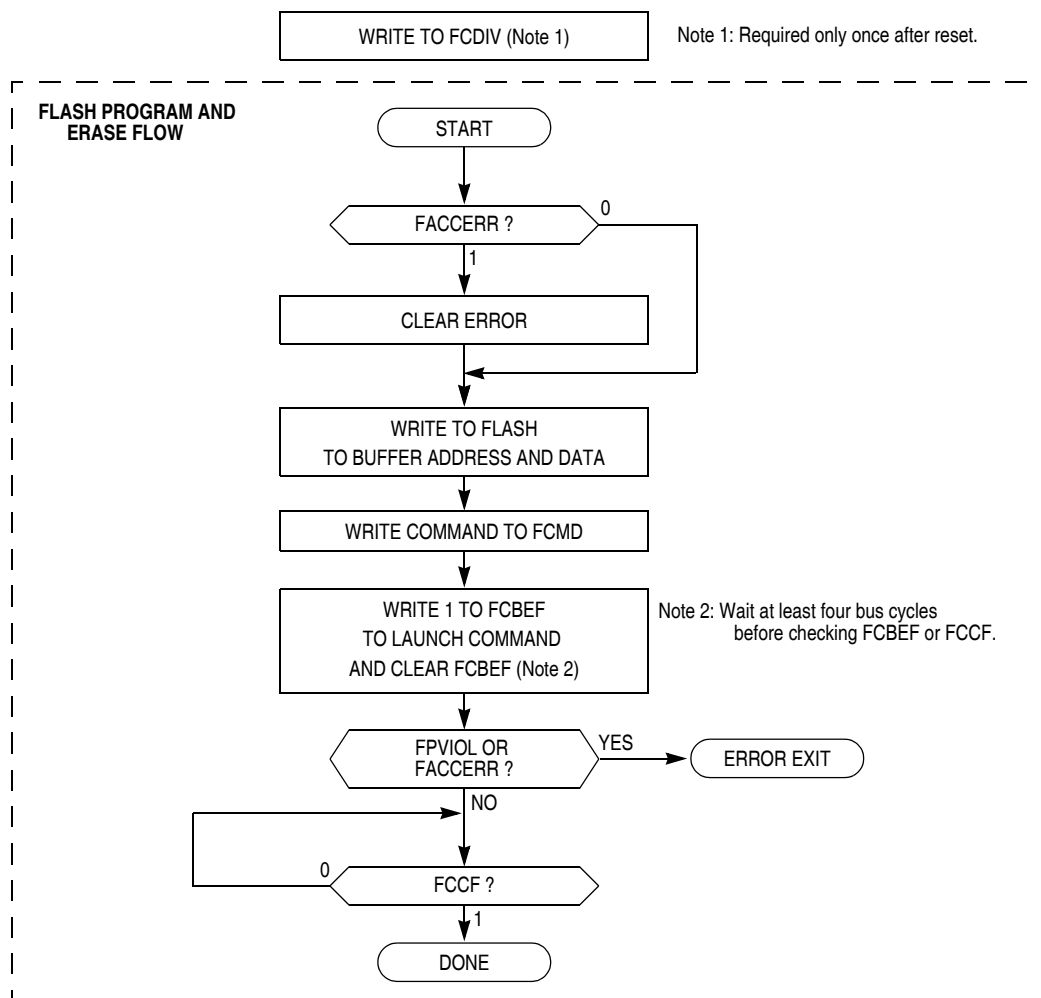 WRITE TO FCDIV (Note 1)
Note 1: Required only once after reset.
FLASH PROGRAM AND
ERASE FLOW
START
FACCERR ?
0
1
CLEAR ERROR
WRITE TO FLASH
TO BUFFER ADDRESS AND DATA
WRITE COMMAND TO FCMD
WRITE 1 TO FCBEF
TO LAUNCH COMMAND
AND CLEAR FCBEF (Note 2)
Note 2: Wait at least four bus cycles
before checking FCBEF or FCCF.
FPVIOL OR
FACCERR ?
YES
ERROR EXIT
NO
0
FCCF ?
1
DONE